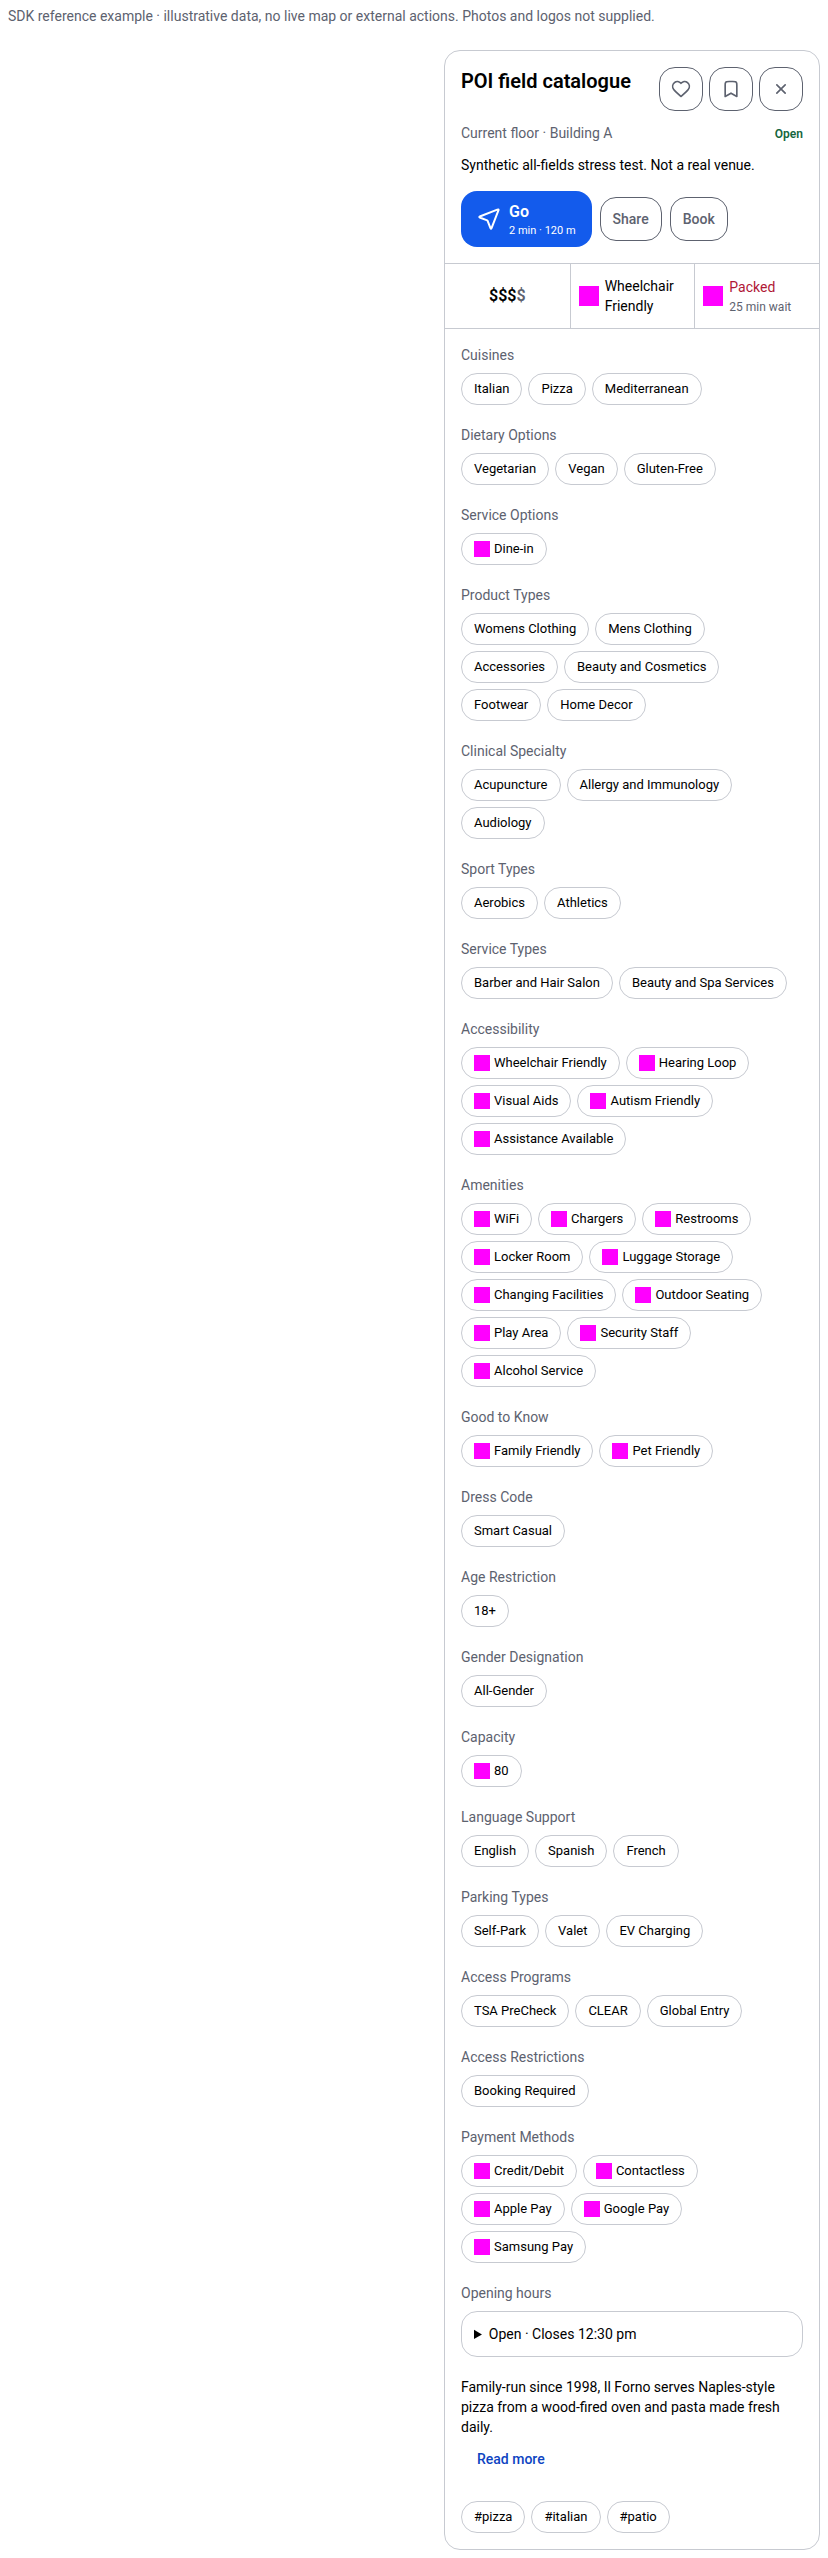 SDK reference example · illustrative data, no live map or external actions. Photos and logos not supplied.
POI field catalogue
Current floor · Building A
Open
Synthetic all-fields stress test. Not a real venue.
Go
2 min · 120 m
Share
Book
$$$$
Wheelchair
Friendly
Packed
25 min wait
Cuisines
Italian Pizza Mediterranean
Dietary Options
Vegetarian Vegan Gluten-Free
Service Options
Dine-in
Product Types
Womens Clothing Mens Clothing
Accessories Beauty and Cosmetics
Footwear Home Decor
Clinical Specialty
Acupuncture Allergy and Immunology
Audiology
Sport Types
Aerobics Athletics
Service Types
Barber and Hair Salon Beauty and Spa Services
Accessibility
Wheelchair Friendly Hearing Loop
Visual Aids Autism Friendly
Assistance Available
Amenities
WiFi Chargers Restrooms
Locker Room Luggage Storage
Changing Facilities Outdoor Seating
Play Area Security Staff
Alcohol Service
Good to Know
Family Friendly Pet Friendly
Dress Code
Smart Casual
Age Restriction
18+
Gender Designation
All-Gender
Capacity
80
Language Support
English Spanish French
Parking Types
Self-Park Valet EV Charging
Access Programs
TSA PreCheck CLEAR Global Entry
Access Restrictions
Booking Required
Payment Methods
Credit/Debit Contactless
Apple Pay Google Pay
Samsung Pay
Opening hours
Open · Closes 12:30 pm
Family-run since 1998, Il Forno serves Naples-style
pizza from a wood-fired oven and pasta made fresh
daily.
Read more
#pizza #italian #patio